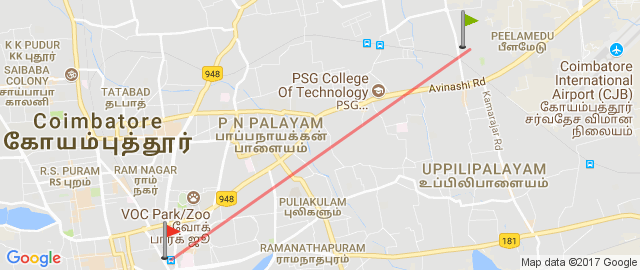 PEELAMEDU
பீளமேடு
K K PUDUR
KK புதூர்
SAIBABA
COLONY
சாய்பாபா
காலனி
948
TATABAD
தடாபத்
PSG College
Of Technology
PSG...
Avinashi Rd
Kamarajar Rd
Coimbatore
International
Airport (CJB)
கோயம்புத்தூர்
சர்வதேச விமான
நிலையம்
Coimbatore
கோயம்புத்தூர்
P N PALAYAM
பாப்பநாயக்கன்
பாளையம்
R.S. PURAM
RS புரம்
RAM NAGAR
ராம்
நகர்
UPPILIPALAYAM
உப்பிலிபாளையம்
948
PULIAKULAM
புலிகுளம்
VOC Park/Zoo
வோக்
பார்க் ஜூ
RAMANATHAPURAM
ராமநாதபுரம்
181
Google
Map data ©2017 Google